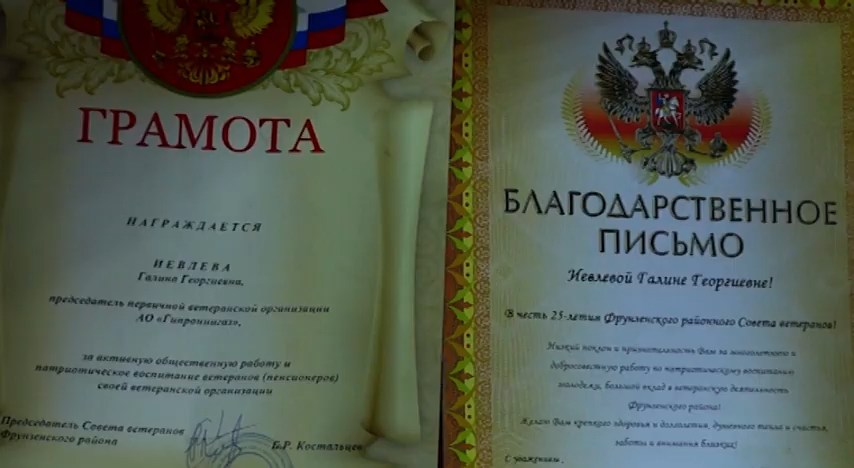 ГРАМОТА
НАГРАЖДАЕТСЯ
ИЕВЛЕВА
Галина Георгиевна,
председатель первичной ветеранской организации
АО «Гипрониигаз»,
за активную общественную работу и
патриотическое воспитание ветеранов (пенсионеров)
своей ветеранской организации
Председатель Совета ветеранов
Фрунзенского района
Б.Р. Костальцев
БЛАГОДАРСТВЕННОЕ
ПИСЬМО
Иевлевой Галине Георгиевне!
В честь 25-летия Фрунзенского районного Совета ветеранов!
Низкий поклон и признательность Вам за многолетнюю и
добросовестную работу по патриотическому воспитанию
молодежи, большой вклад в ветеранскую деятельность
Фрунзенского района!
Желаем Вам крепкого здоровья и долголетия, душевного тепла и счастья,
заботы и внимания близких!
С уважением,